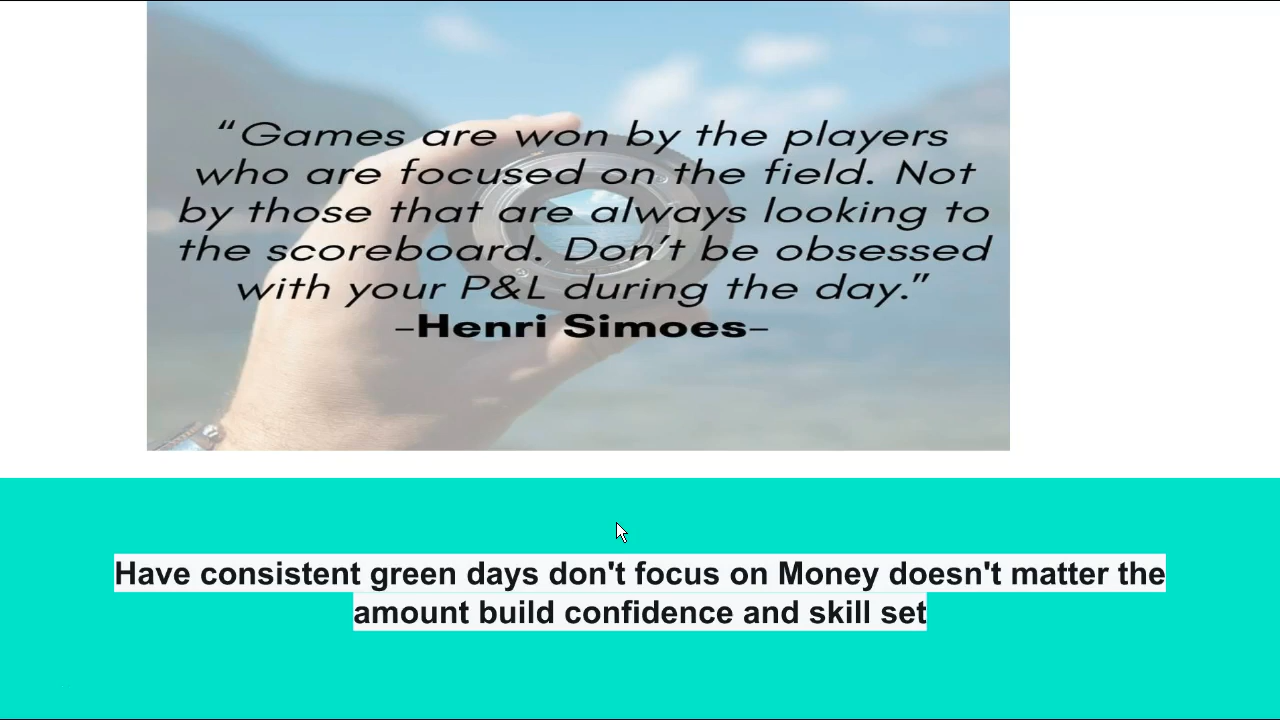 “Games are won by the players
who are focused on the field. Not
by those that are always looking to
the scoreboard. Don’t be obsessed
with your P&L during the day.”
–Henri Simoes–
Have consistent green days don't focus on Money doesn't matter the
amount build confidence and skill set